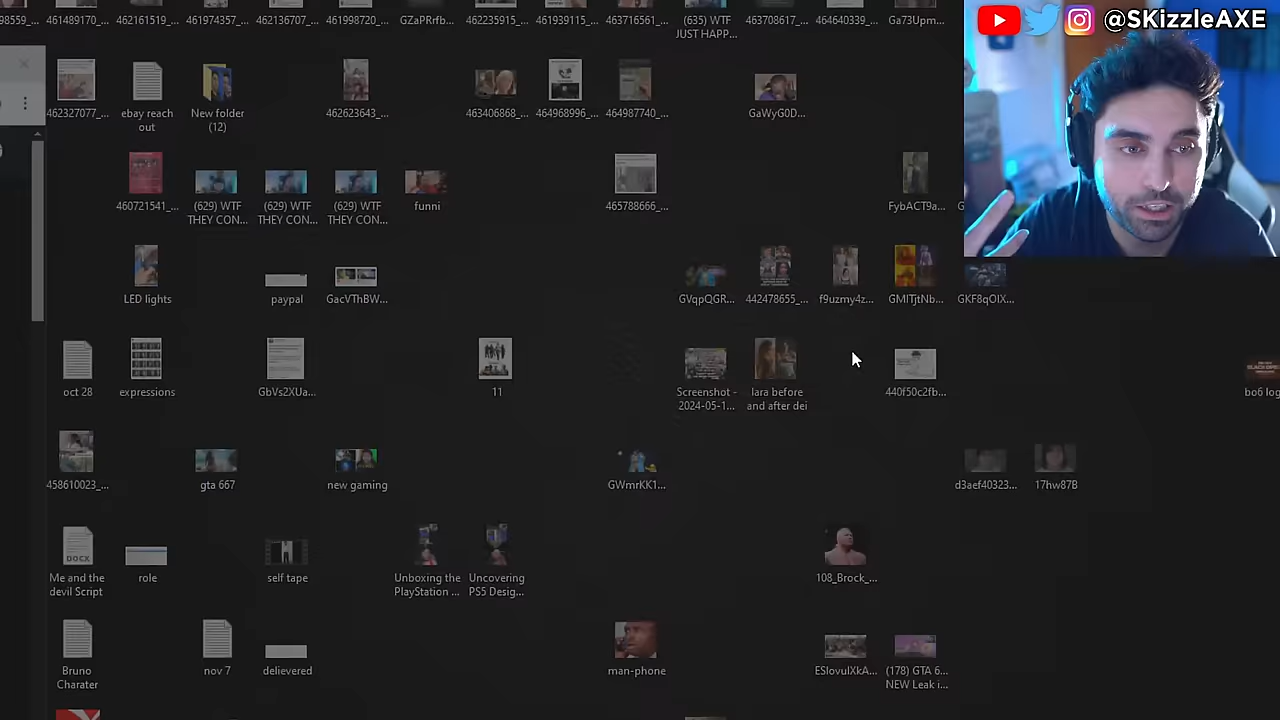 462161519_...
461974357_...
462136707_...
461998720_...
GZaPRrfb...
462235915_...
461939115_...
463716561_...
(635) WTF
JUST HAPP...
463708617_...
464640339_...
Ga73Upm...
@SKizzleAXE
462327077_...
ebay reach
out
New folder
(12)
462623643_...
463406868_...
464968996_...
464987740_...
GaWyG0D...
460721541_...
(629) WTF
THEY CON...
(629) WTF
THEY CON...
(629) WTF
THEY CON...
funni
465788666_...
FybACT9a...
LED lights
paypal
GacVThBW...
GVqpQGR...
442478655_...
f9uzmy4z...
GMITjtNb...
GKF8qOIX...
oct 28
expressions
GbVs2XUa...
11
Screenshot -
2024-05-1...
lara before
and after dei
440f50c2fb...
bo6 log
458610023_...
gta 667
new gaming
GWmrKK1...
d3aef40323...
17hw87B
DOCX
Me and the
devil Script
role
self tape
Unboxing the
PlayStation ...
Uncovering
PS5 Desig...
108_Brock_...
Bruno
Charater
nov 7
delievered
man-phone
ESlovulXkA...
(178) GTA 6...
NEW Leak i...